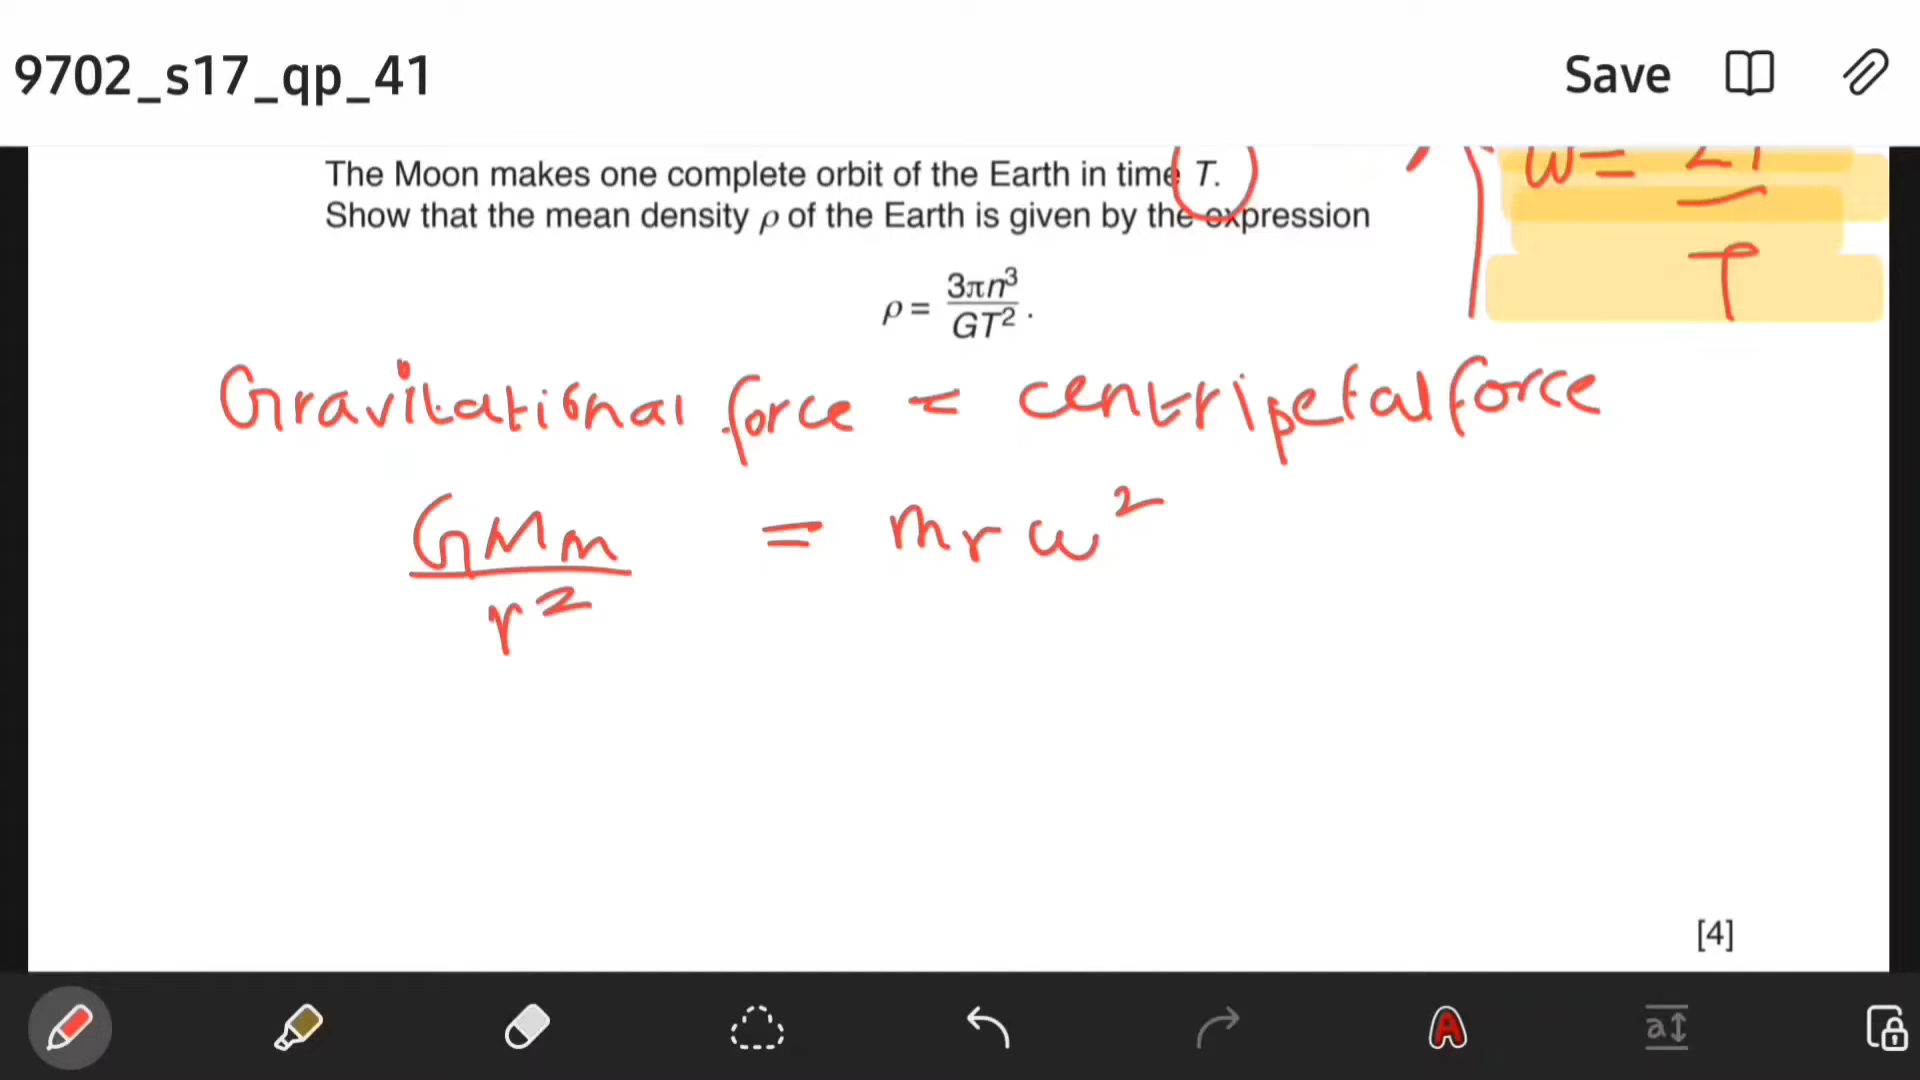 9702_s17_qp_41
Save
The Moon makes one complete orbit of the Earth in time T.
Show that the mean density ρ of the Earth is given by the expression
ρ = 3πn³/GT² .
ω = 2π/T
Gravitational force = centripetal force
GMm/r² = mrω²
[4]
A
a